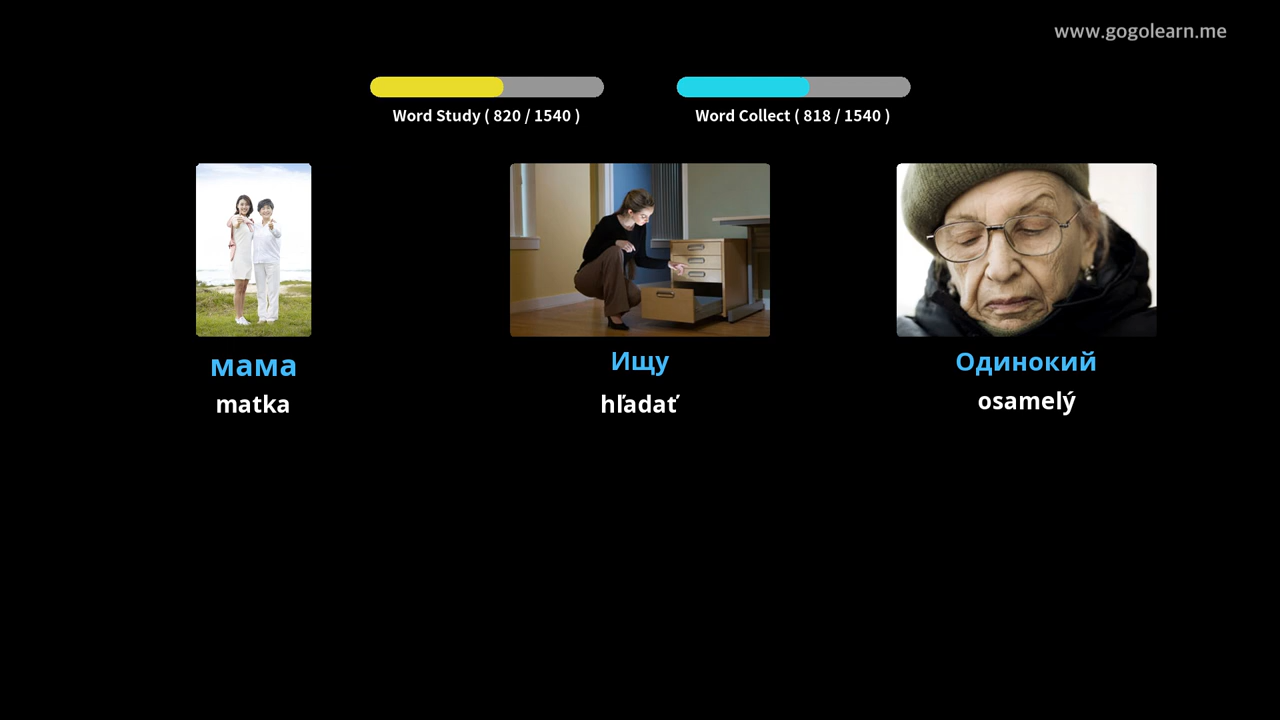 www.gogolearn.me
Word Study ( 820 / 1540 )
Word Collect ( 818 / 1540 )
мама
matka
Ищу
hľadať
Одинокий
osamelý